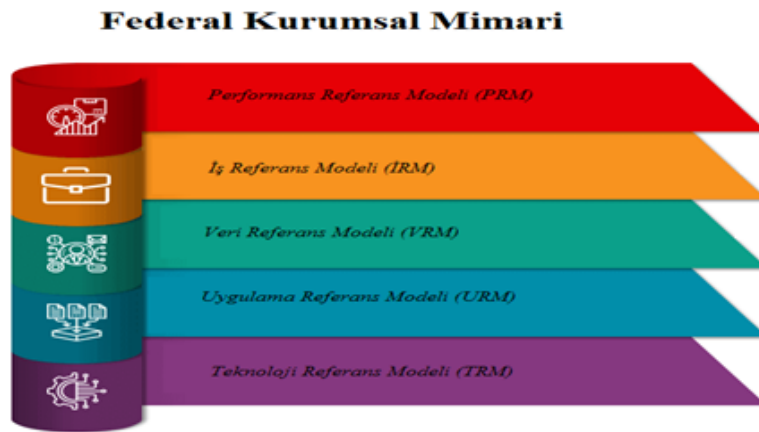 Federal Kurumsal Mimari
Performans Referans Modeli (PRM)
İş Referans Modeli (İRM)
Veri Referans Modeli (VRM)
Uygulama Referans Modeli (URM)
Teknoloji Referans Modeli (TRM)